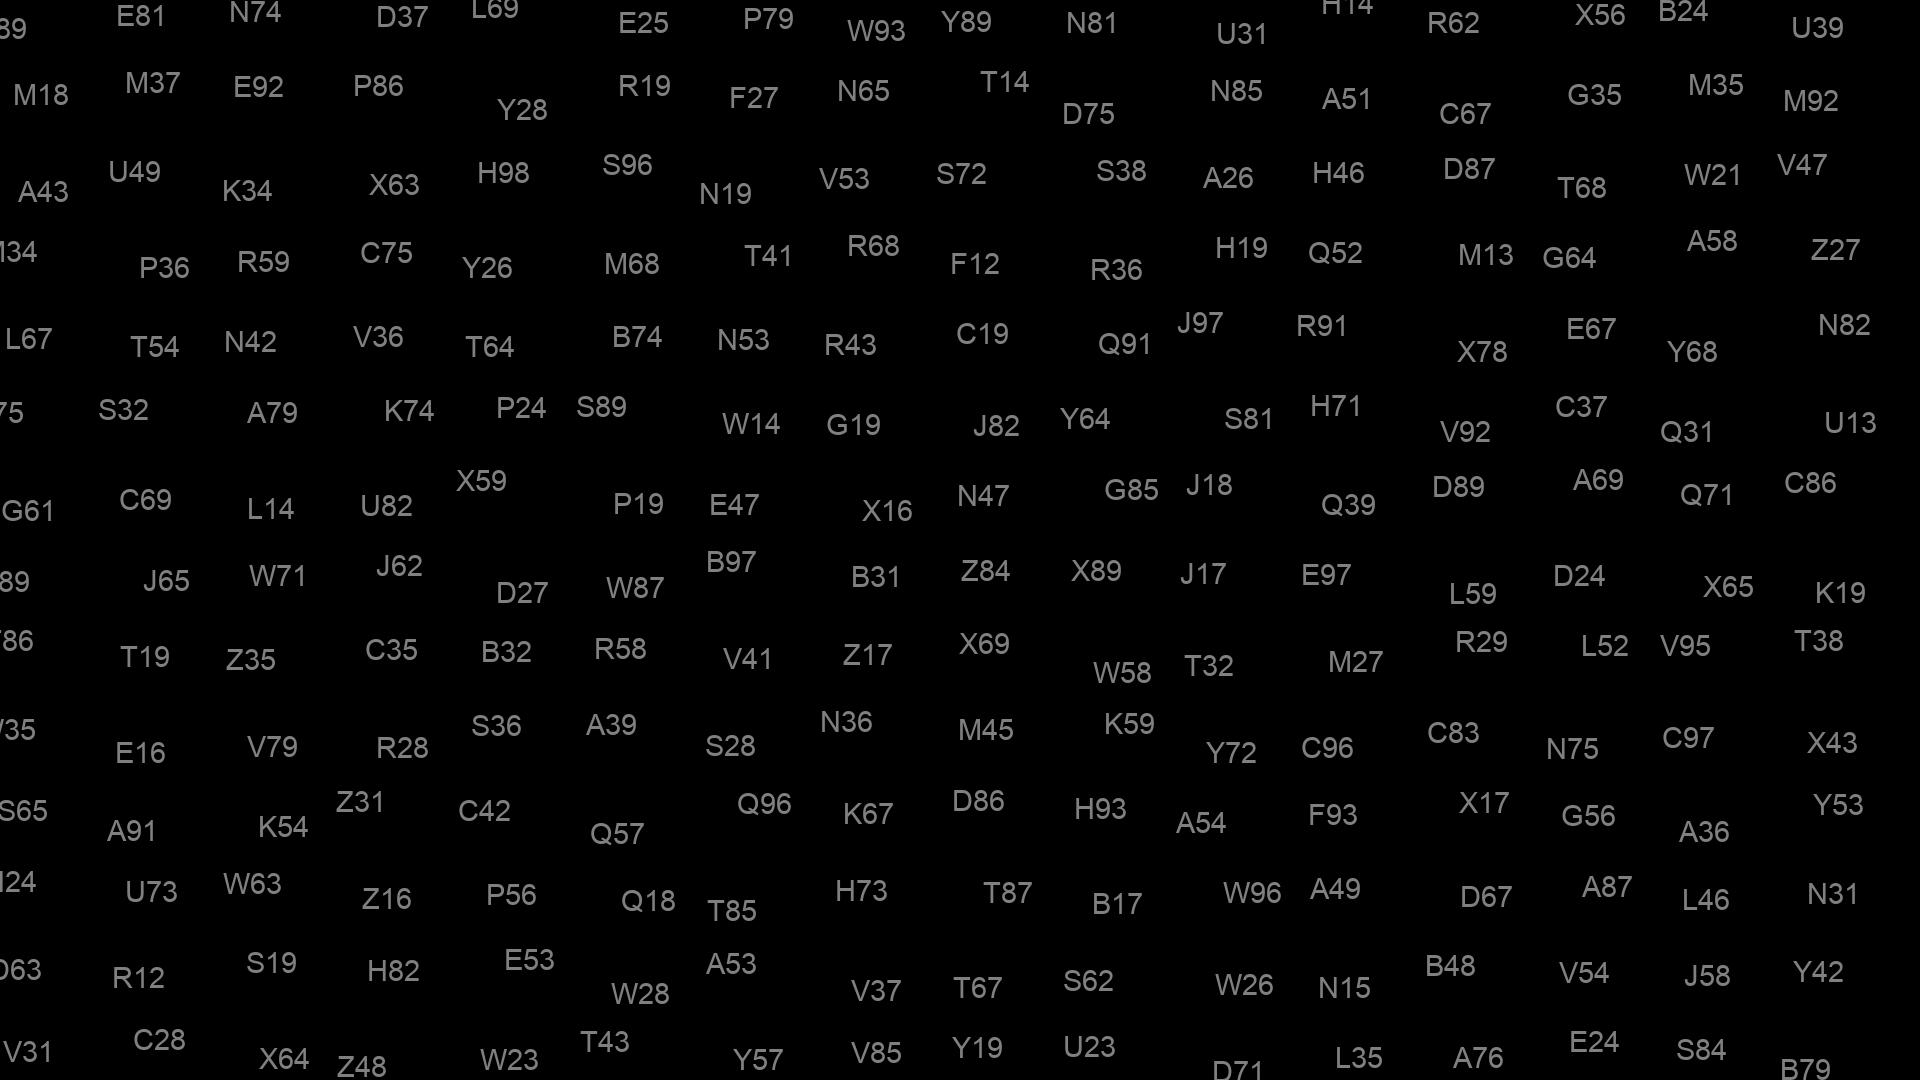 89 E81 N74 D37 L69 E25 P79 W93 Y89 N81 U31 H14 R62 X56 B24 U39
M18 M37 E92 P86 Y28 R19 F27 N65 T14 D75 N85 A51 C67 G35 M35 M92
A43 U49 K34 X63 H98 S96 N19 V53 S72 S38 A26 H46 D87 T68 W21 V47
34 P36 R59 C75 Y26 M68 T41 R68 F12 R36 H19 Q52 M13 G64 A58 Z27
L67 T54 N42 V36 T64 B74 N53 R43 C19 Q91 J97 R91 X78 E67 Y68 N82
75 S32 A79 K74 P24 S89 W14 G19 J82 Y64 S81 H71 V92 C37 Q31 U13
G61 C69 L14 U82 X59 P19 E47 X16 N47 G85 J18 Q39 D89 A69 Q71 C86
89 J65 W71 J62 D27 W87 B97 B31 Z84 X89 J17 E97 L59 D24 X65 K19
86 T19 Z35 C35 B32 R58 V41 Z17 X69 W58 T32 M27 R29 L52 V95 T38
35 E16 V79 R28 S36 A39 S28 N36 M45 K59 Y72 C96 C83 N75 C97 X43
S65 A91 K54 Z31 C42 Q57 Q96 K67 D86 H93 A54 F93 X17 G56 A36 Y53
24 U73 W63 Z16 P56 Q18 T85 H73 T87 B17 W96 A49 D67 A87 L46 N31
D63 R12 S19 H82 E53 W28 A53 V37 T67 S62 W26 N15 B48 V54 J58 Y42
V31 C28 X64 Z48 W23 T43 Y57 V85 Y19 U23 D71 L35 A76 E24 S84 B79